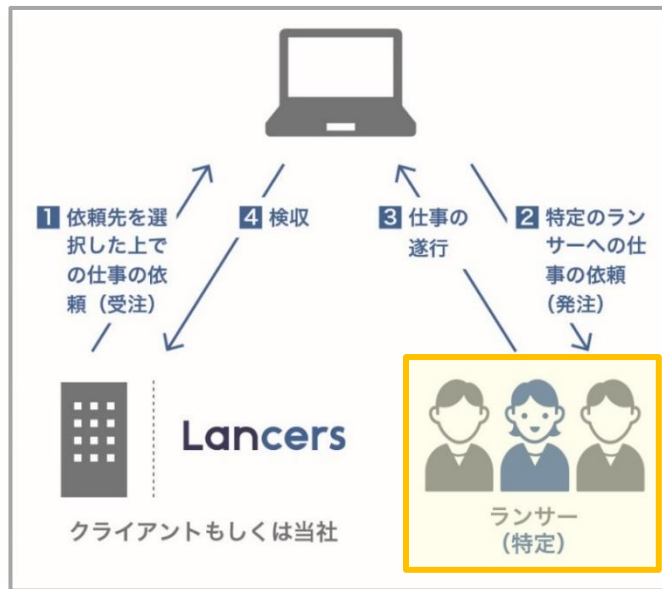 1 依頼先を選
択した上で
の仕事の依
頼（受注）
4 検収
3 仕事の
遂行
2 特定のラン
サーへの仕
事の依頼
（発注）
Lancers
クライアントもしくは当社
ランサー
（特定）